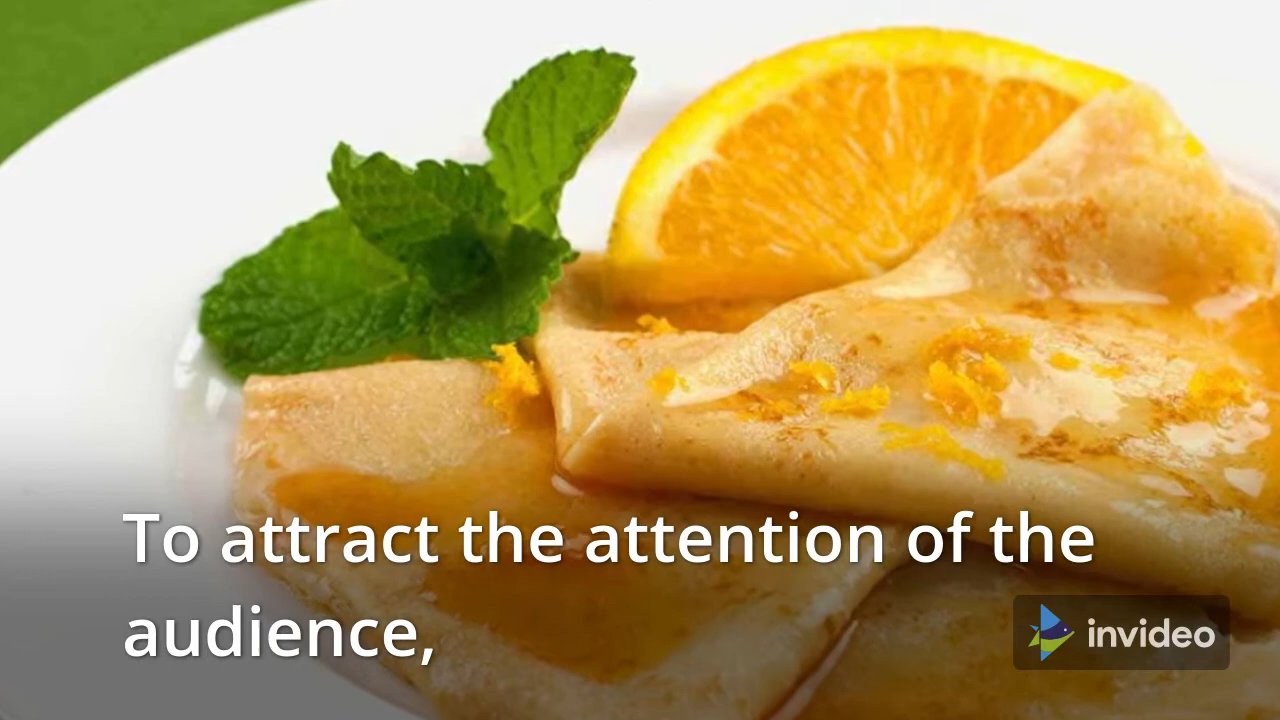 To attract the attention of the
audience,
invideo